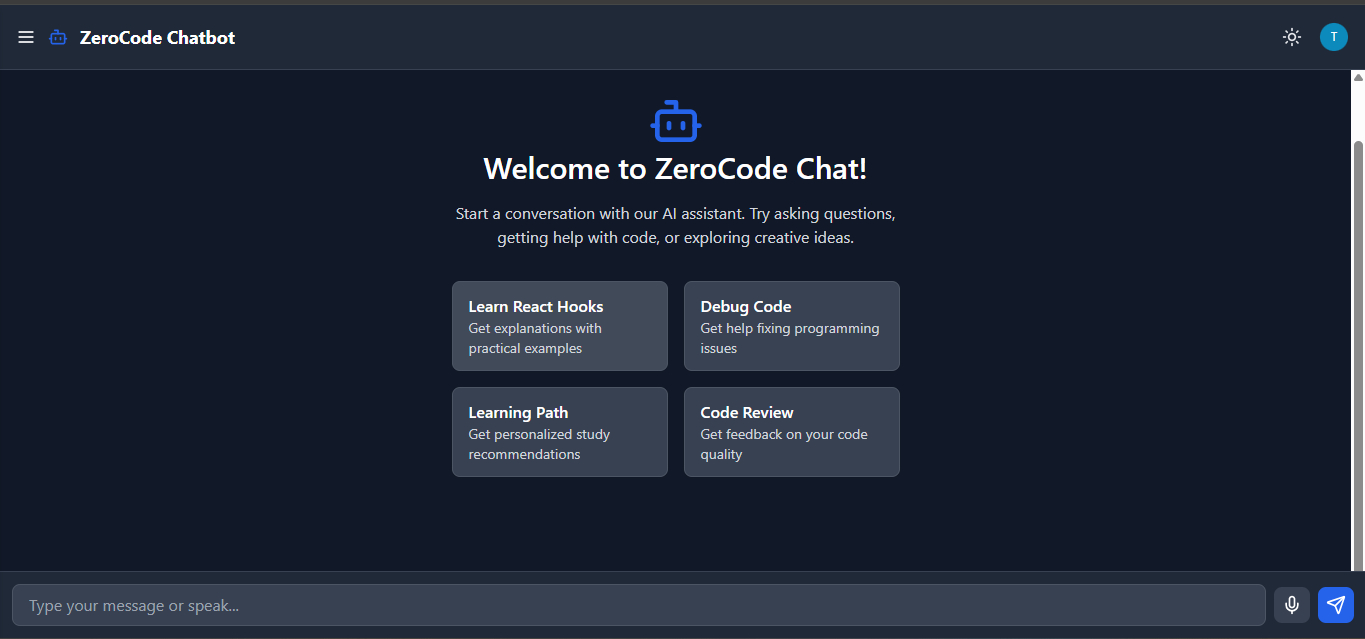 ZeroCode Chatbot
T
Welcome to ZeroCode Chat!
Start a conversation with our AI assistant. Try asking questions,
getting help with code, or exploring creative ideas.
Learn React Hooks
Get explanations with
practical examples
Debug Code
Get help fixing programming
issues
Learning Path
Get personalized study
recommendations
Code Review
Get feedback on your code
quality
Type your message or speak...